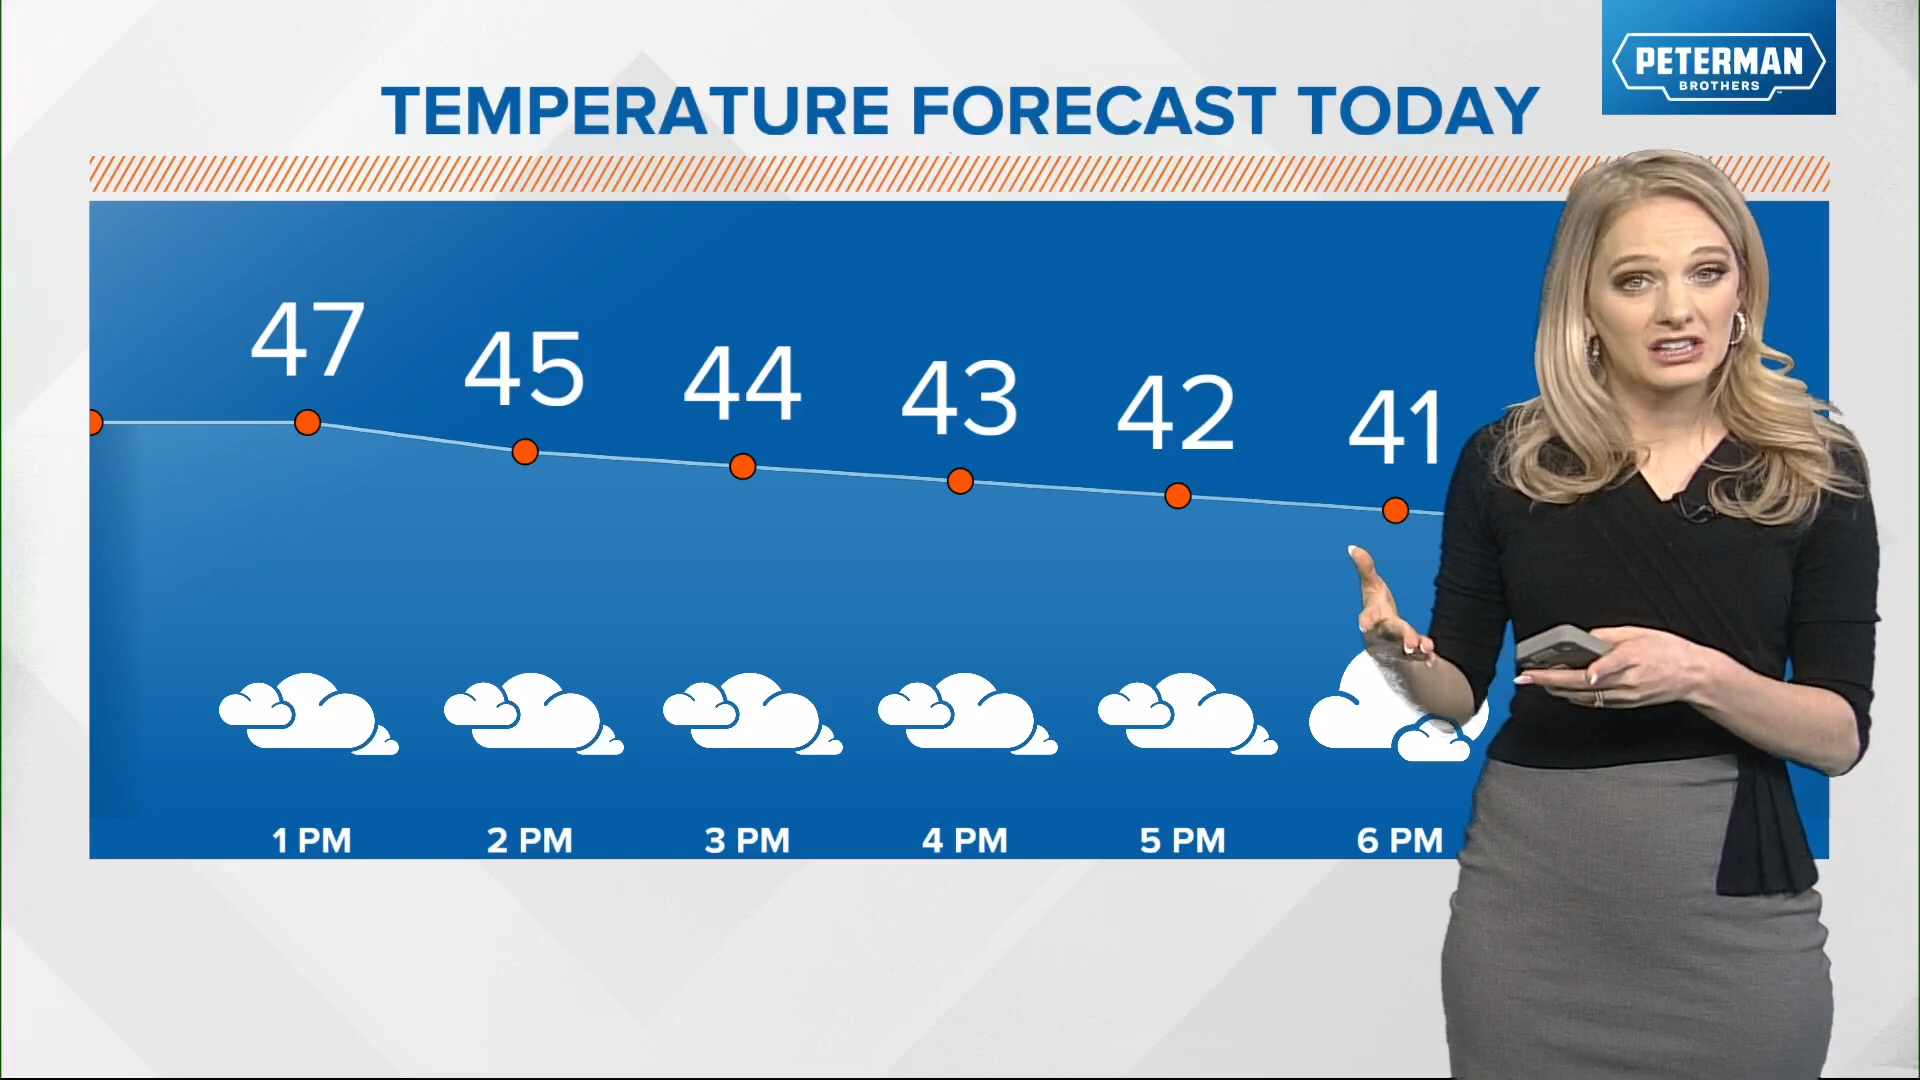 PETERMAN
BROTHERS
TEMPERATURE FORECAST TODAY
47 45 44 43 42 41
1 PM 2 PM 3 PM 4 PM 5 PM 6 PM